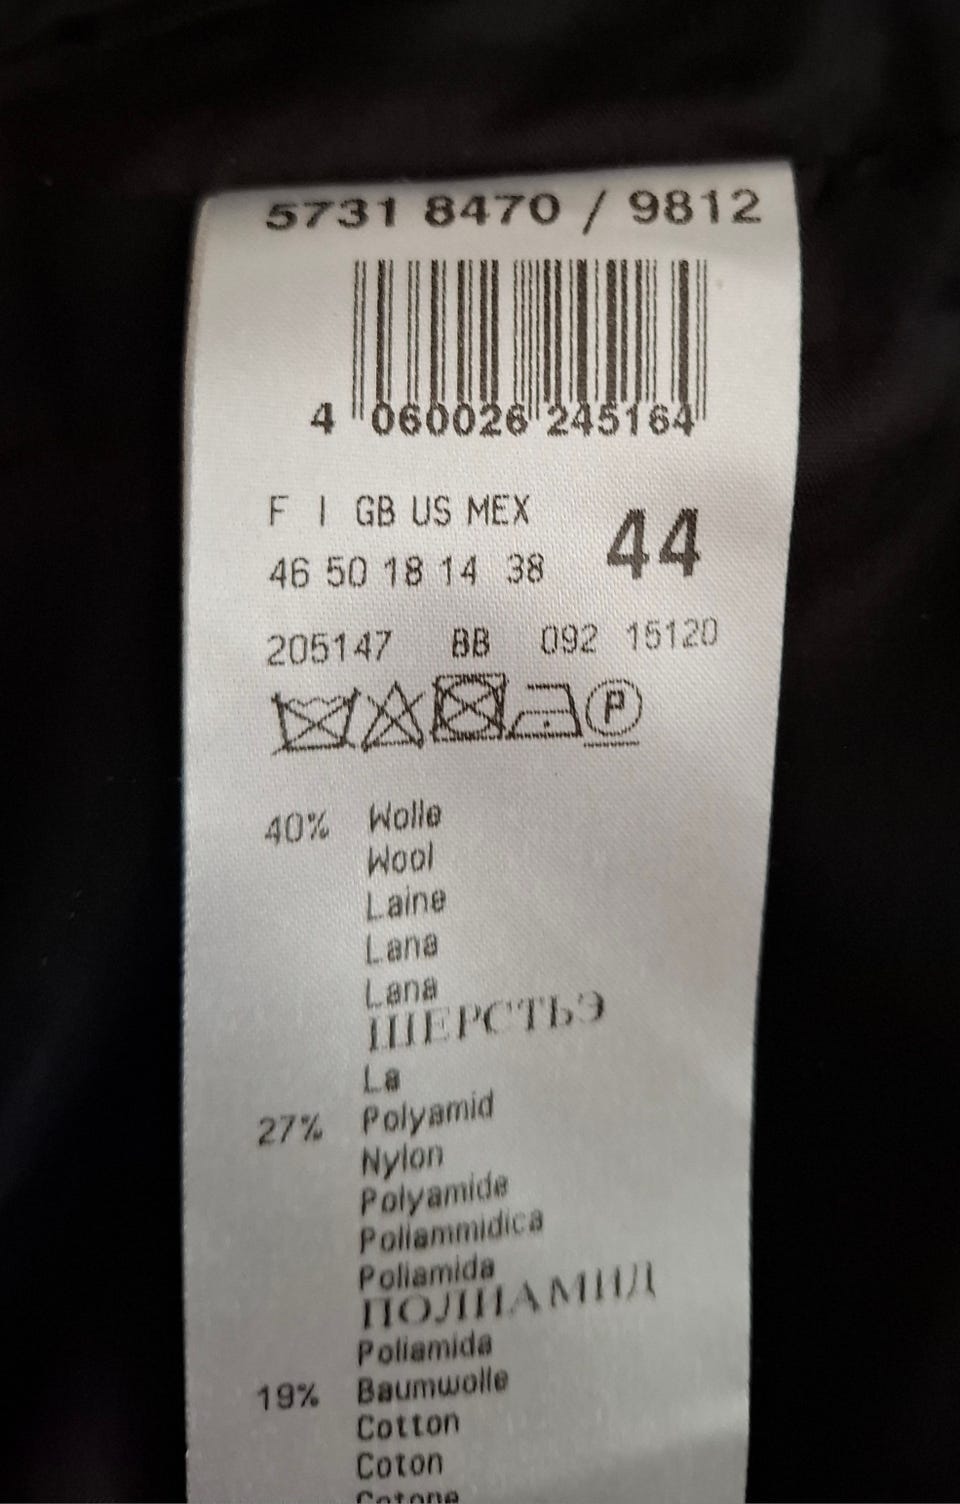 5731 8470 / 9812
4 060026 245164
F I GB US MEX
46 50 18 14 38
44
205147 BB 092 15120
P
40% Wolle
Wool
Laine
Lana
Lana
ШЕРСТЬЭ
La
27% Polyamid
Nylon
Polyamide
Poliammidica
Poliamida
ПОЛИАМИД
Poliamida
19% Baumwolle
Cotton
Coton
Cotone